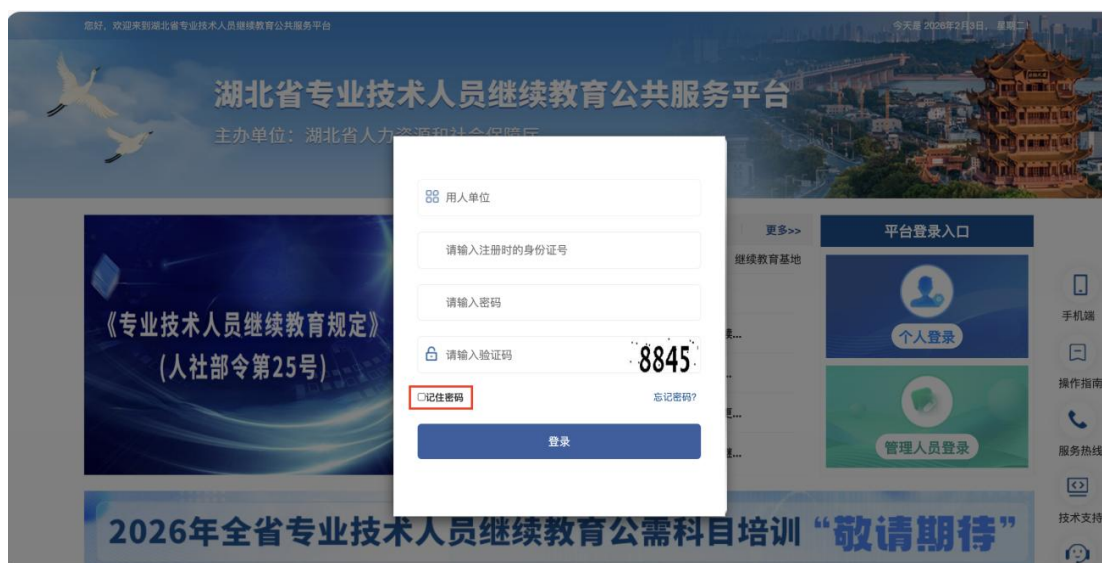 您好，欢迎来到湖北省专业技术人员继续教育公共服务平台
今天是 2026年2月3日， 星期二！
湖北省专业技术人员继续教育公共服务平台
主办单位：湖北省人力资源和社会保障厅
用人单位
请输入注册时的身份证号
请输入密码
请输入验证码
8845
□记住密码
忘记密码?
登录
《专业技术人员继续教育规定》
(人社部令第25号)
更多>>
继续教育基地
平台登录入口
个人登录
管理人员登录
手机端
操作指南
服务热线
技术支持
2026年全省专业技术人员继续教育公需科目培训“敬请期待”